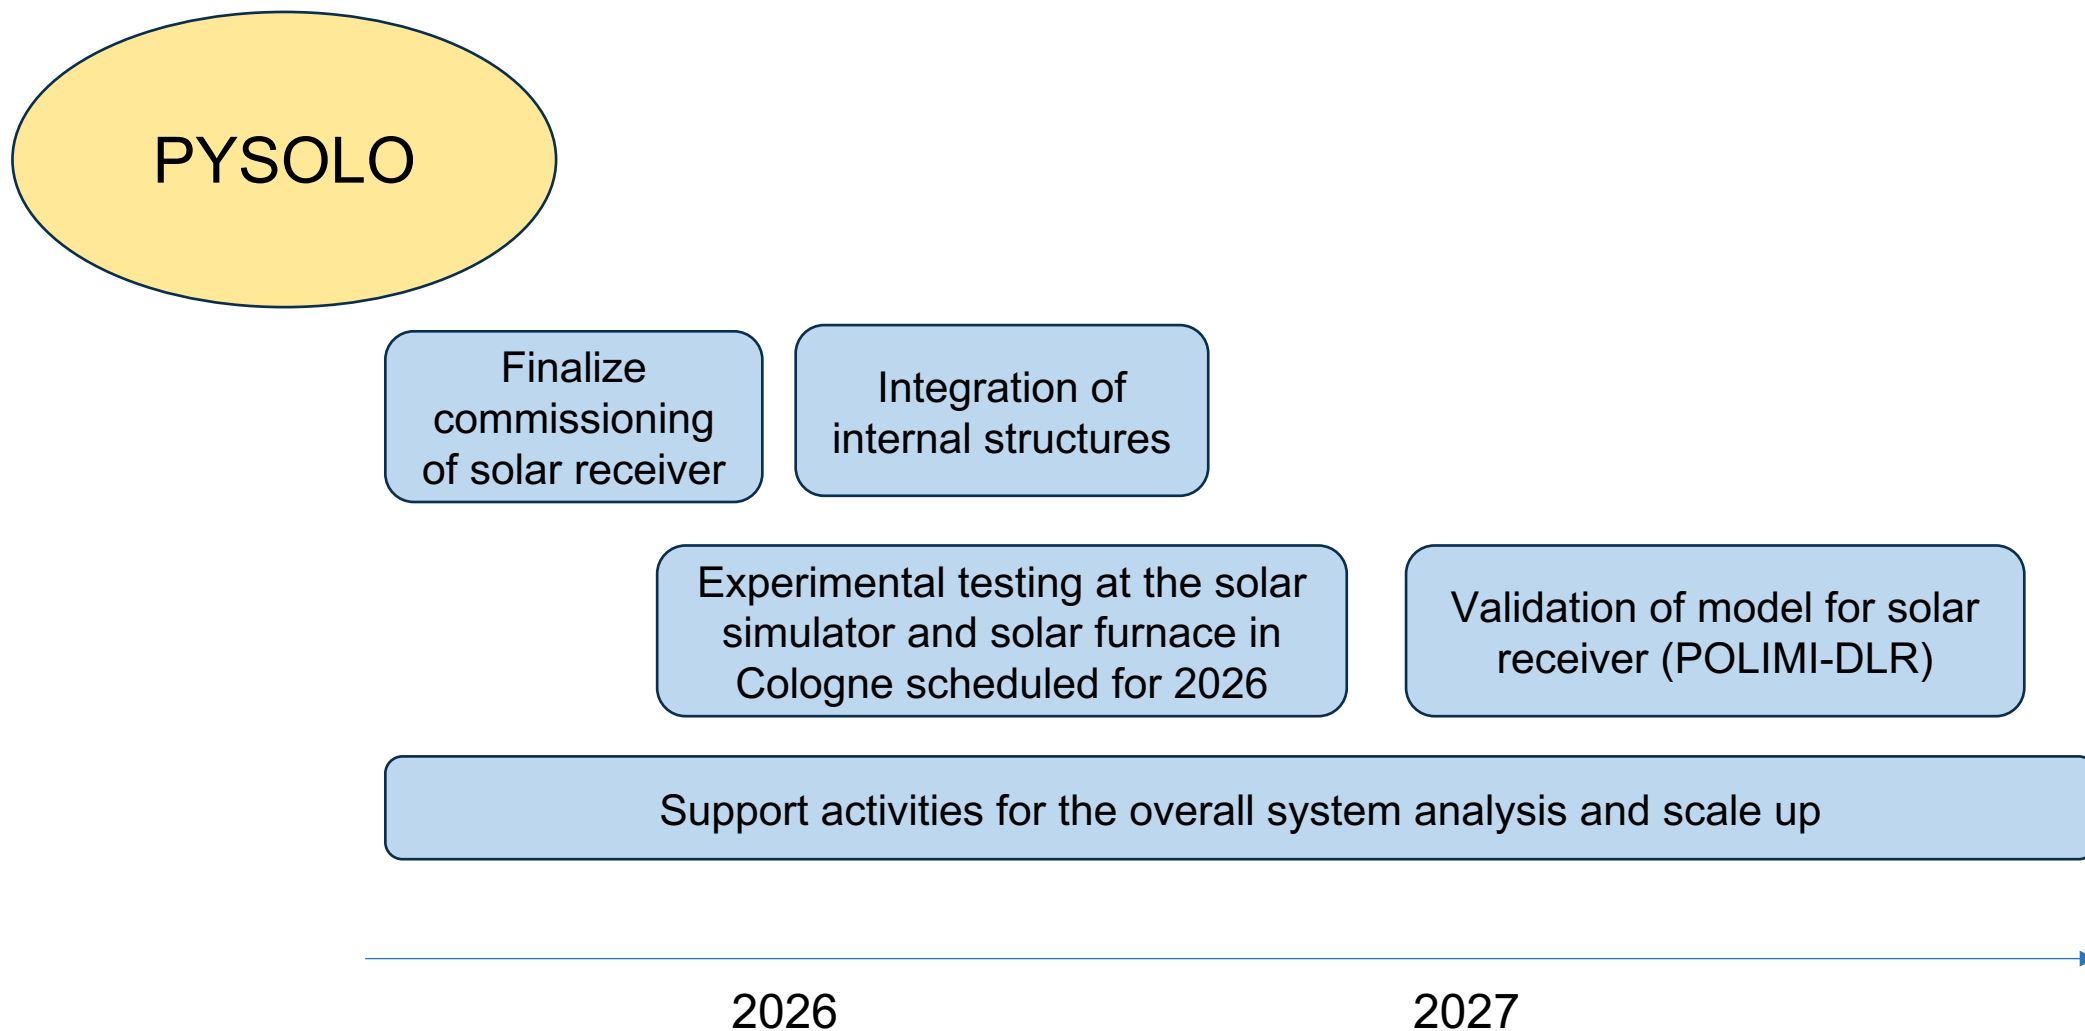 PYSOLO
Finalize
commissioning
of solar receiver
Integration of
internal structures
Experimental testing at the solar
simulator and solar furnace in
Cologne scheduled for 2026
Validation of model for solar
receiver (POLIMI-DLR)
Support activities for the overall system analysis and scale up
2026
2027